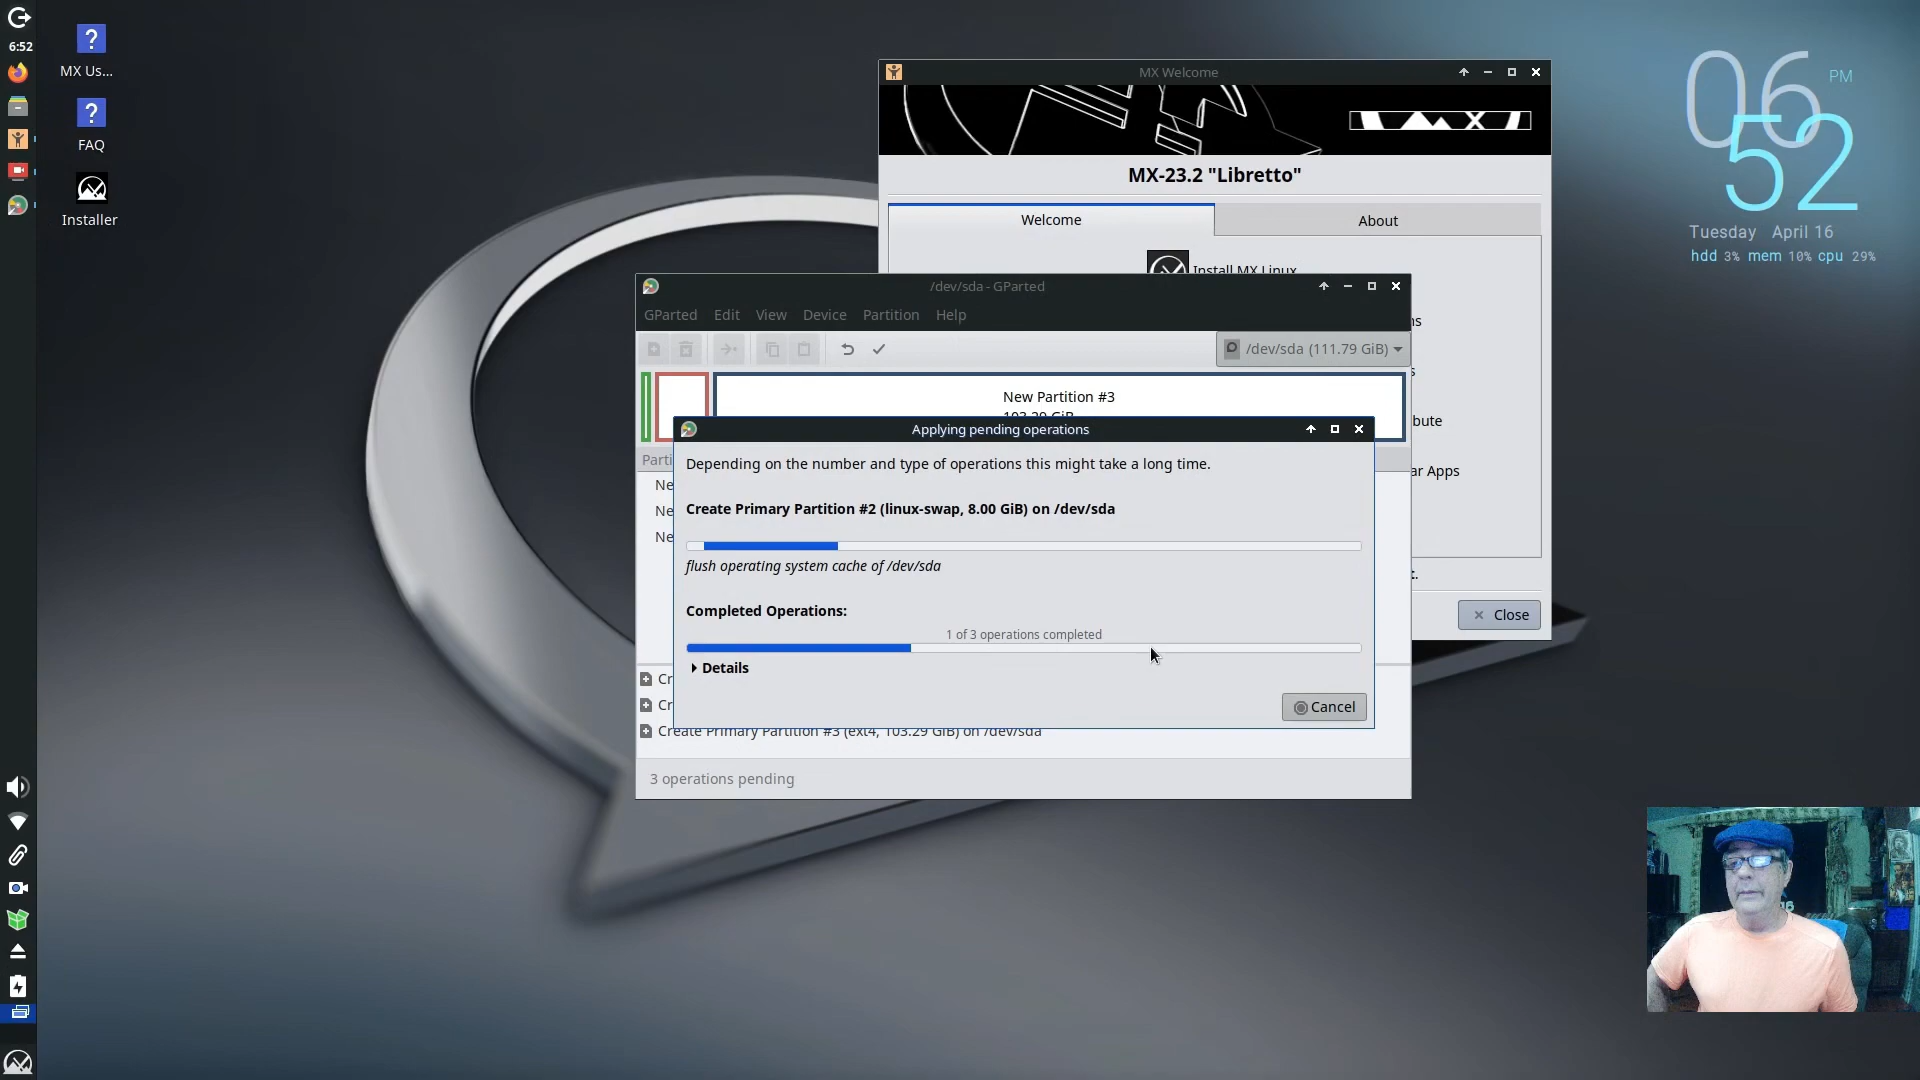 6:52
MX Us...
FAQ
Installer
MX Welcome
MX-23.2 "Libretto"
Welcome
About
Install MX Linux
06
PM
52
Tuesday April 16
hdd 3% mem 10% cpu 29%
/dev/sda - GParted
GParted Edit View Device Partition Help
/dev/sda (111.79 GiB)
New Partition #3
103.29 GiB
Parti
Ne
Ne
Ne
Applying pending operations
Depending on the number and type of operations this might take a long time.
Create Primary Partition #2 (linux-swap, 8.00 GiB) on /dev/sda
flush operating system cache of /dev/sda
Completed Operations:
1 of 3 operations completed
Details
Cancel
Cr
Cr
Create Primary Partition #3 (ext4, 103.29 GiB) on /dev/sda
3 operations pending
ns
s
bute
ar Apps
t.
Close